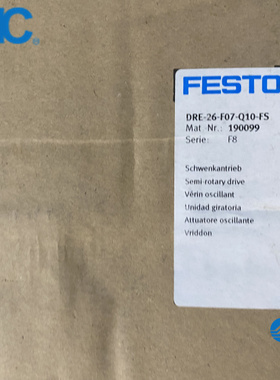 FESTO
DRE-26-F07-Q10-FS
Mat. Nr.: 190099
Serie: F8
Schwenkantrieb
Semi-rotary drive
Vérin oscillant
Unidad giratoria
Attuatore oscillante
Vriddon